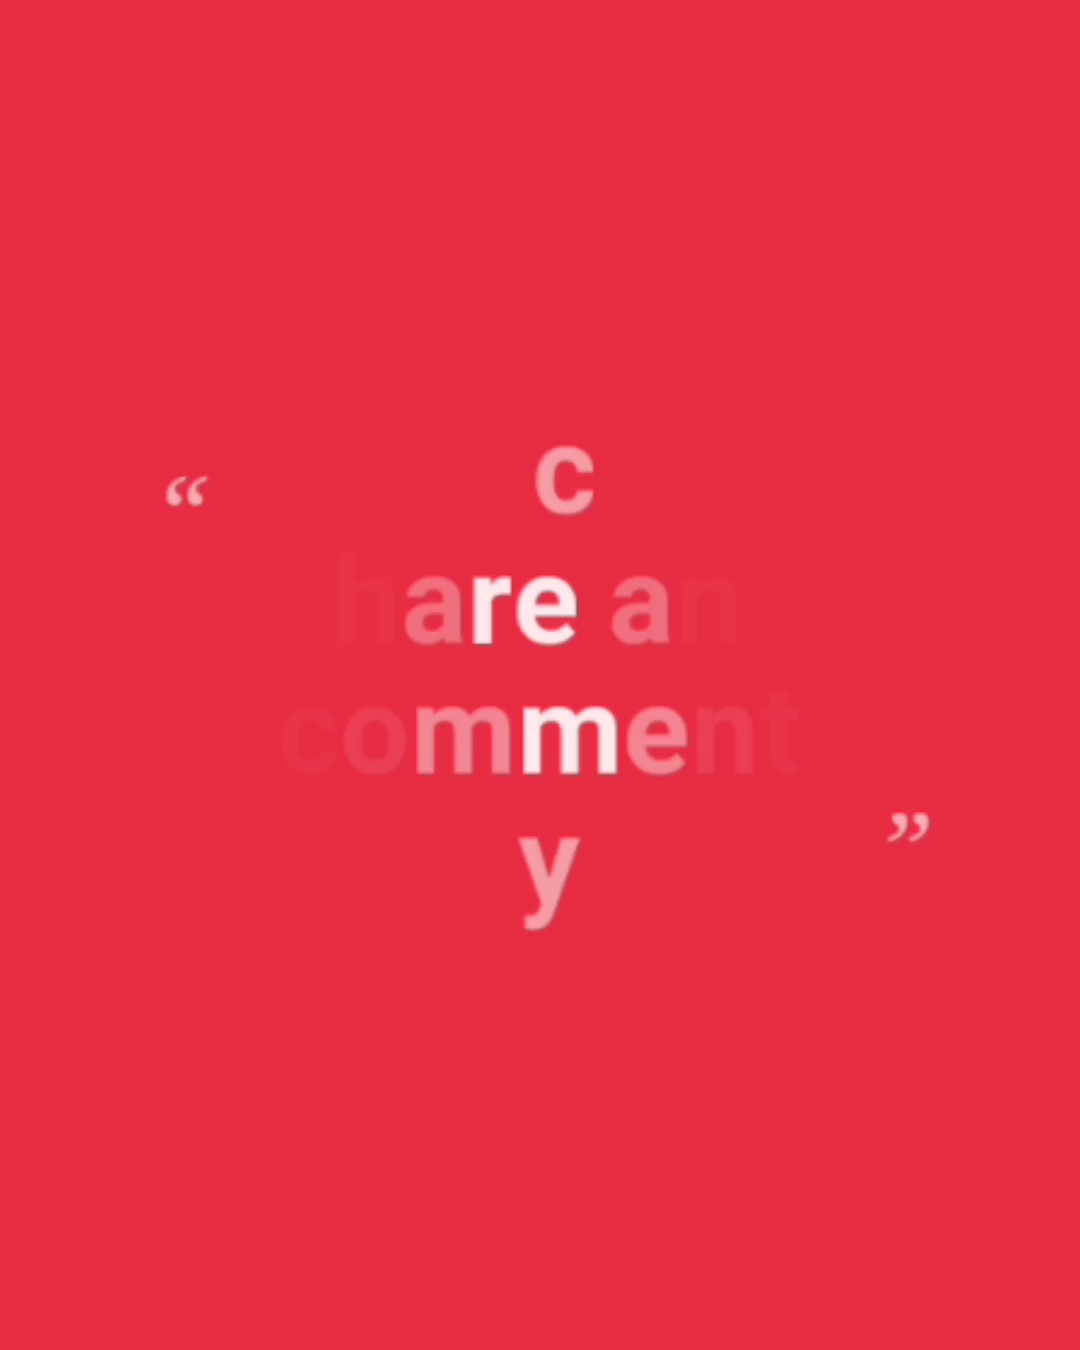 “ c
hare an
comment
y ”